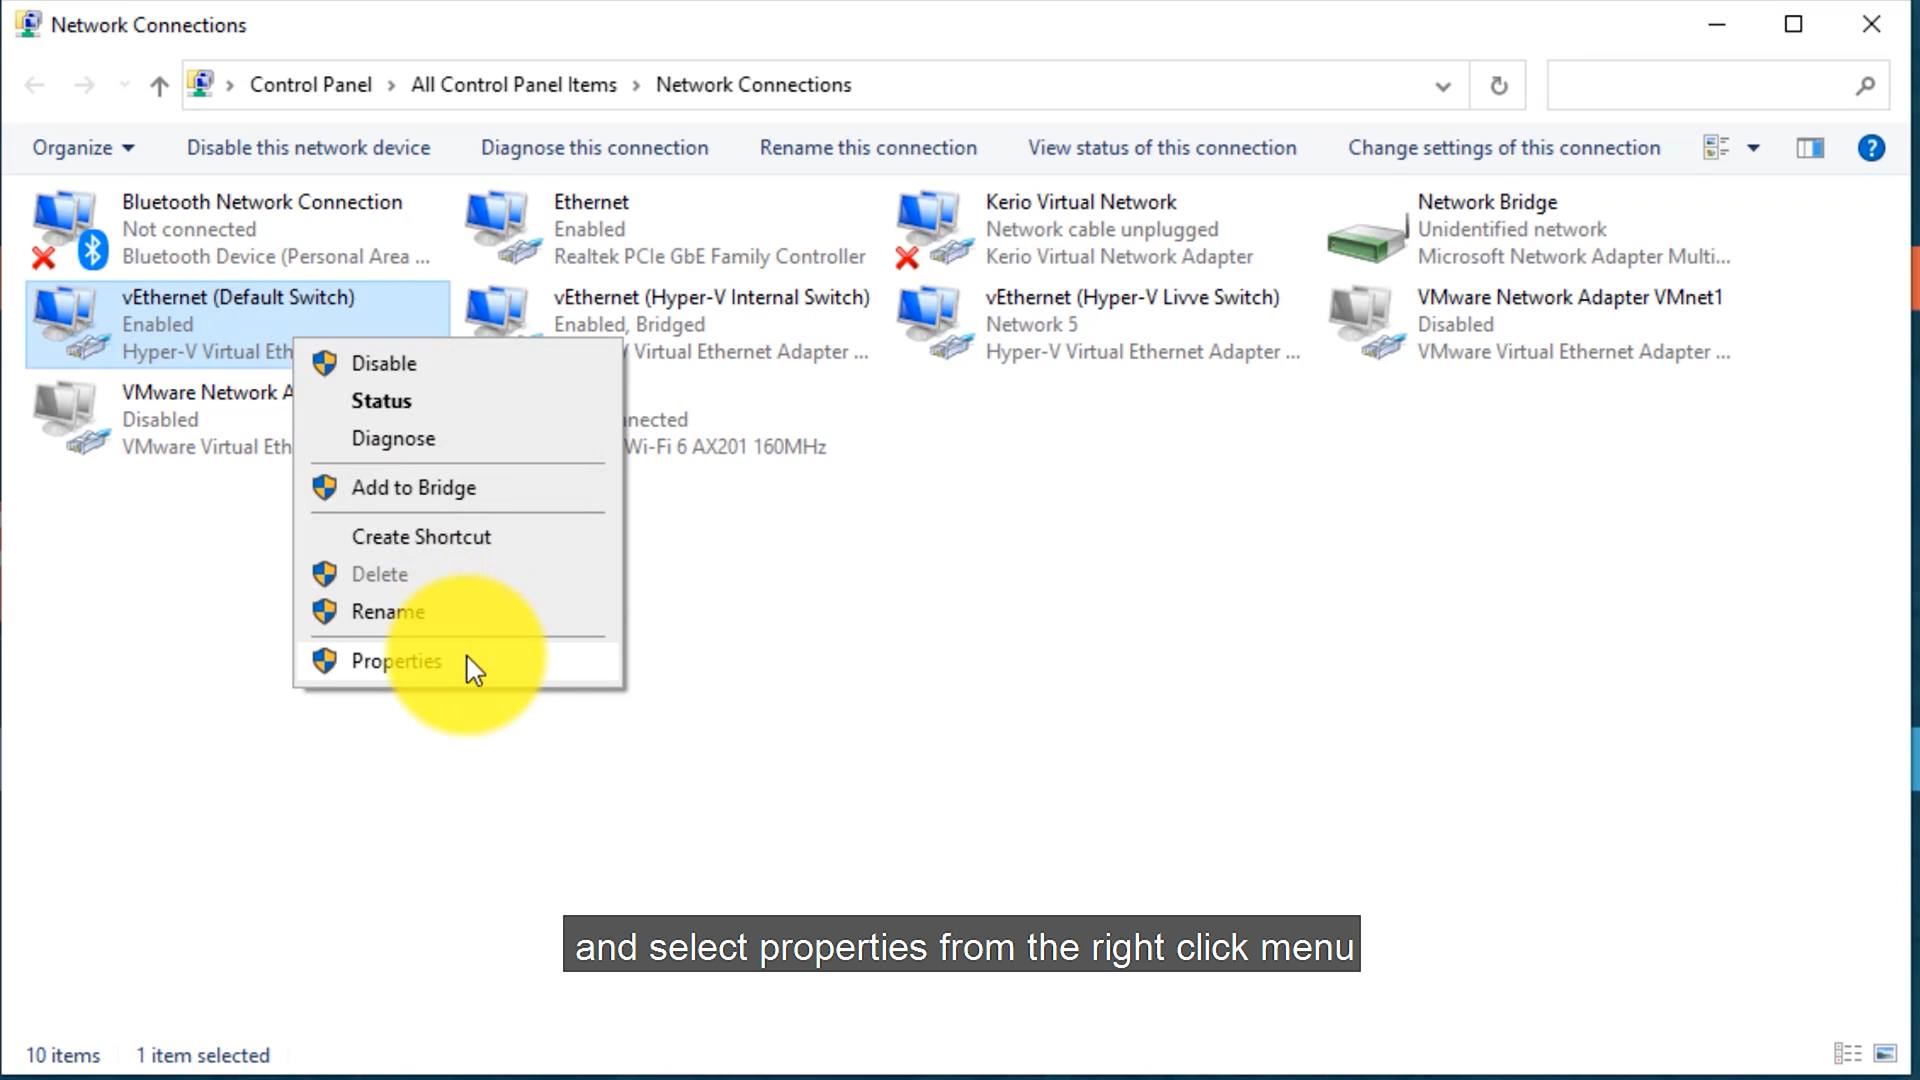 Network Connections
Control Panel > All Control Panel Items > Network Connections
Organize Disable this network device Diagnose this connection Rename this connection View status of this connection Change settings of this connection ?
Bluetooth Network Connection
Not connected
Bluetooth Device (Personal Area ...
Ethernet
Enabled
Realtek PCIe GbE Family Controller
Kerio Virtual Network
Network cable unplugged
Kerio Virtual Network Adapter
Network Bridge
Unidentified network
Microsoft Network Adapter Multi...
vEthernet (Default Switch)
Enabled
Hyper-V Virtual Eth
vEthernet (Hyper-V Internal Switch)
Enabled, Bridged
Virtual Ethernet Adapter ...
vEthernet (Hyper-V Livve Switch)
Network 5
Hyper-V Virtual Ethernet Adapter ...
VMware Network Adapter VMnet1
Disabled
VMware Virtual Ethernet Adapter ...
VMware Network A
Disabled
VMware Virtual Eth
nnected
Wi-Fi 6 AX201 160MHz
Disable
Status
Diagnose
Add to Bridge
Create Shortcut
Delete
Rename
Properties
and select properties from the right click menu
10 items 1 item selected